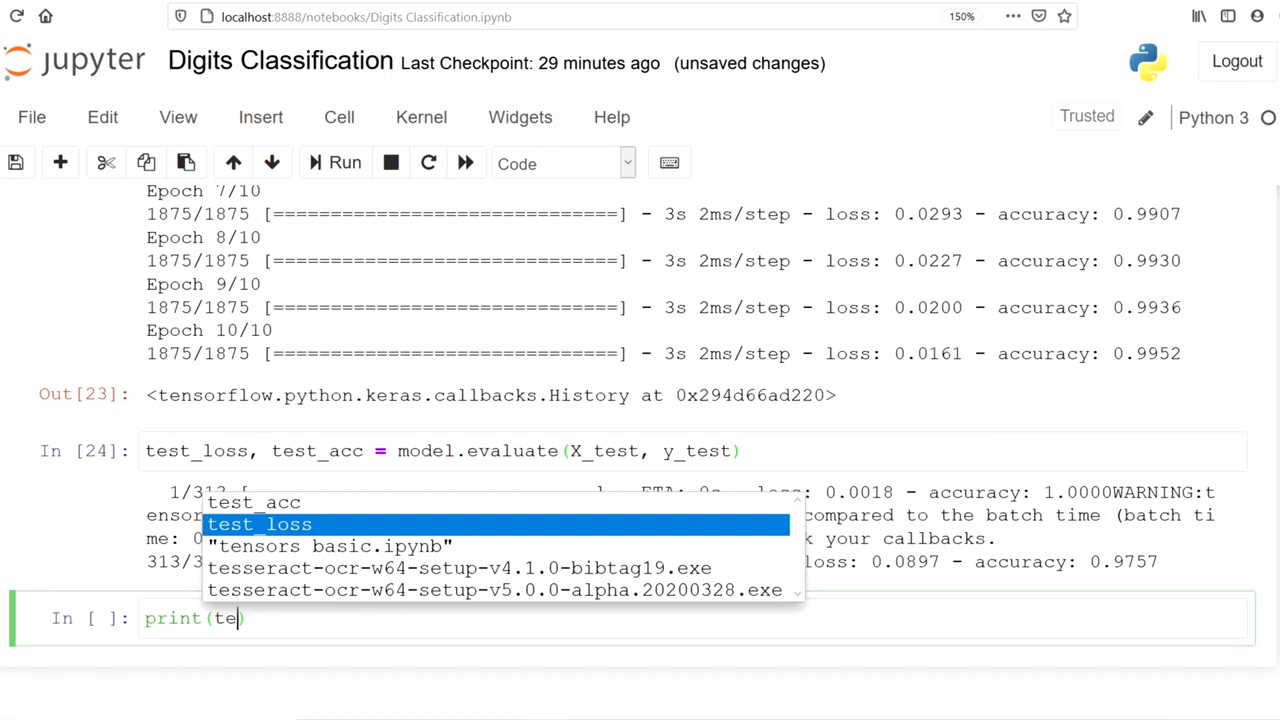 localhost:8888/notebooks/Digits Classification.ipynb 150%
jupyter Digits Classification Last Checkpoint: 29 minutes ago (unsaved changes) Logout
File Edit View Insert Cell Kernel Widgets Help Trusted Python 3
Run Code
Epoch 7/10
1875/1875 [==============================] - 3s 2ms/step - loss: 0.0293 - accuracy: 0.9907
Epoch 8/10
1875/1875 [==============================] - 3s 2ms/step - loss: 0.0227 - accuracy: 0.9930
Epoch 9/10
1875/1875 [==============================] - 3s 2ms/step - loss: 0.0200 - accuracy: 0.9936
Epoch 10/10
1875/1875 [==============================] - 3s 2ms/step - loss: 0.0161 - accuracy: 0.9952
Out[23]: <tensorflow.python.keras.callbacks.History at 0x294d66ad220>
In [24]: test_loss, test_acc = model.evaluate(X_test, y_test)
1/313 [ ] - ETA: 0s - loss: 0.0018 - accuracy: 1.0000WARNING:t
ensor compared to the batch time (batch ti
me: 0 k your callbacks.
313/3 loss: 0.0897 - accuracy: 0.9757
test_acc
test_loss
"tensors basic.ipynb"
tesseract-ocr-w64-setup-v4.1.0-bibtag19.exe
tesseract-ocr-w64-setup-v5.0.0-alpha.20200328.exe
In [ ]: print(te)